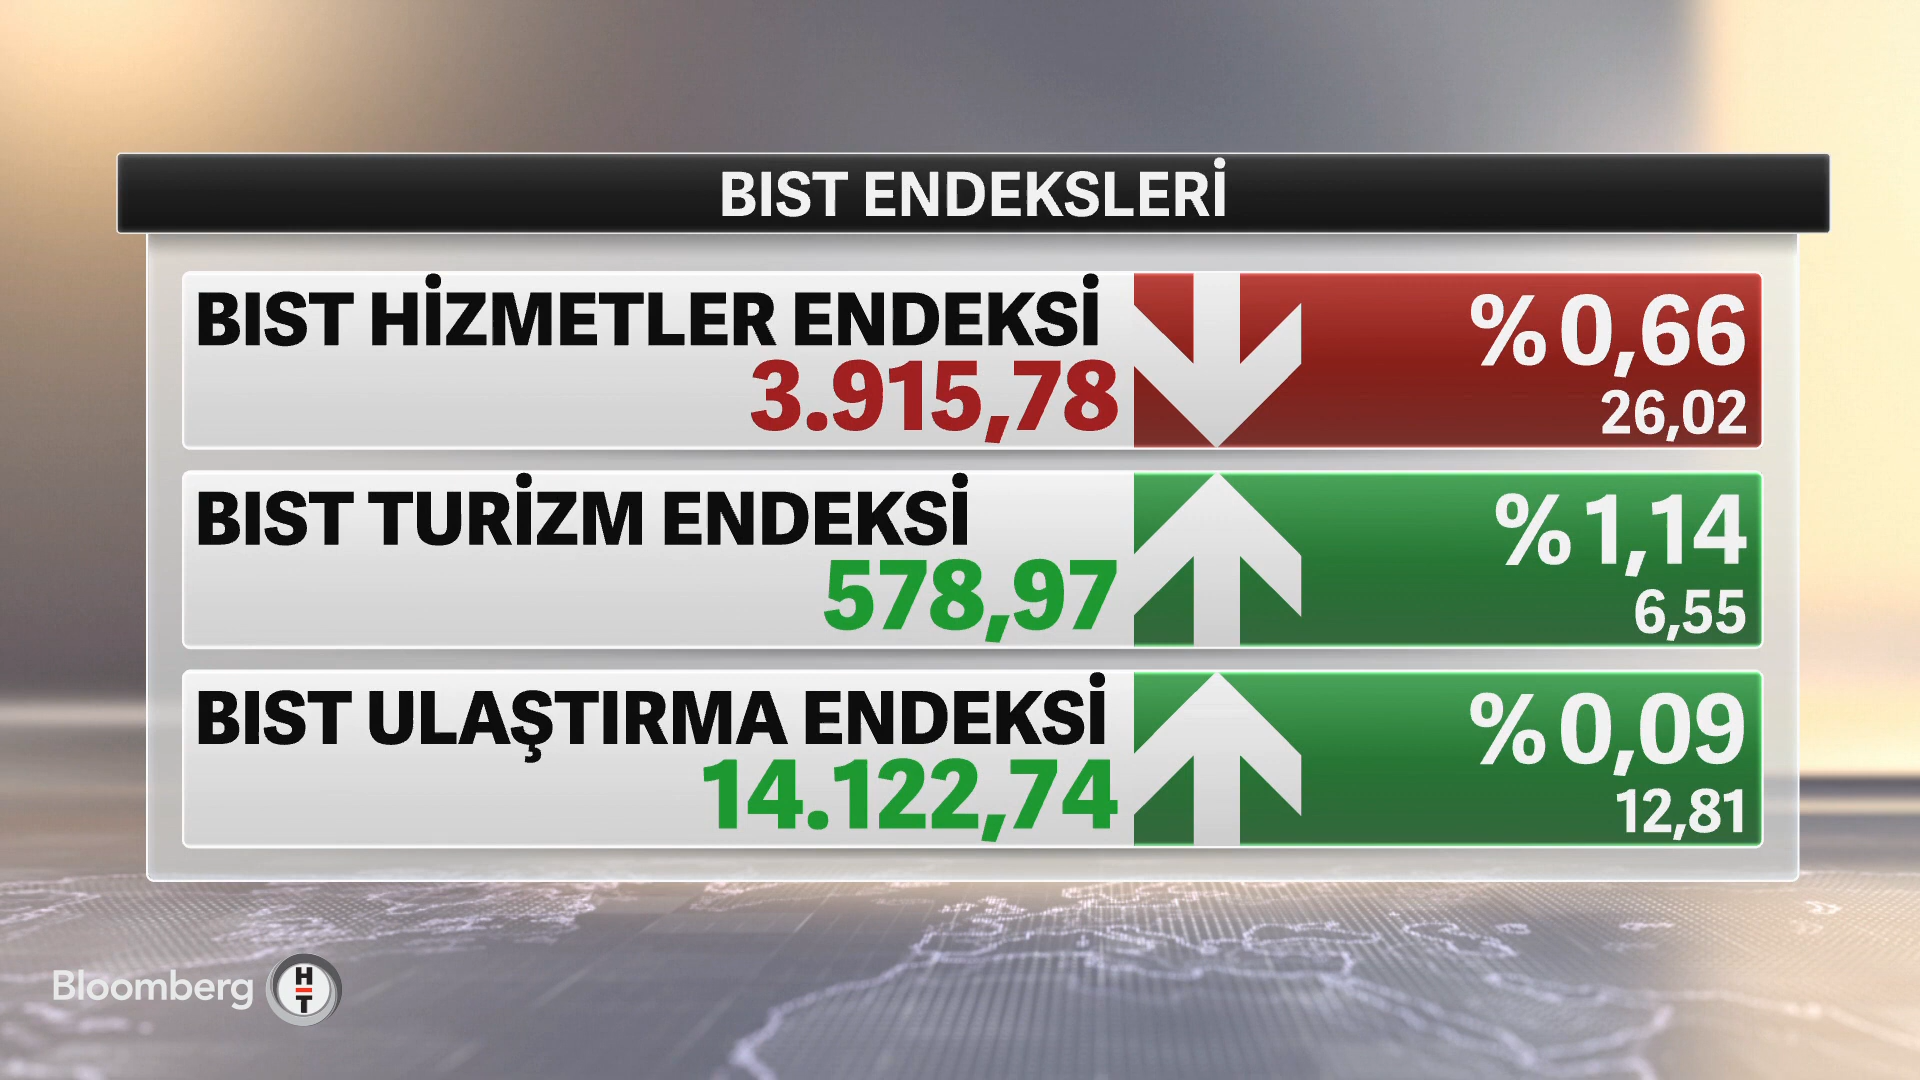 BIST ENDEKSLERİ
BIST HİZMETLER ENDEKSİ
3.915,78
%0,66
26,02
BIST TURİZM ENDEKSİ
578,97
%1,14
6,55
BIST ULAŞTIRMA ENDEKSİ
14.122,74
%0,09
12,81
Bloomberg HT